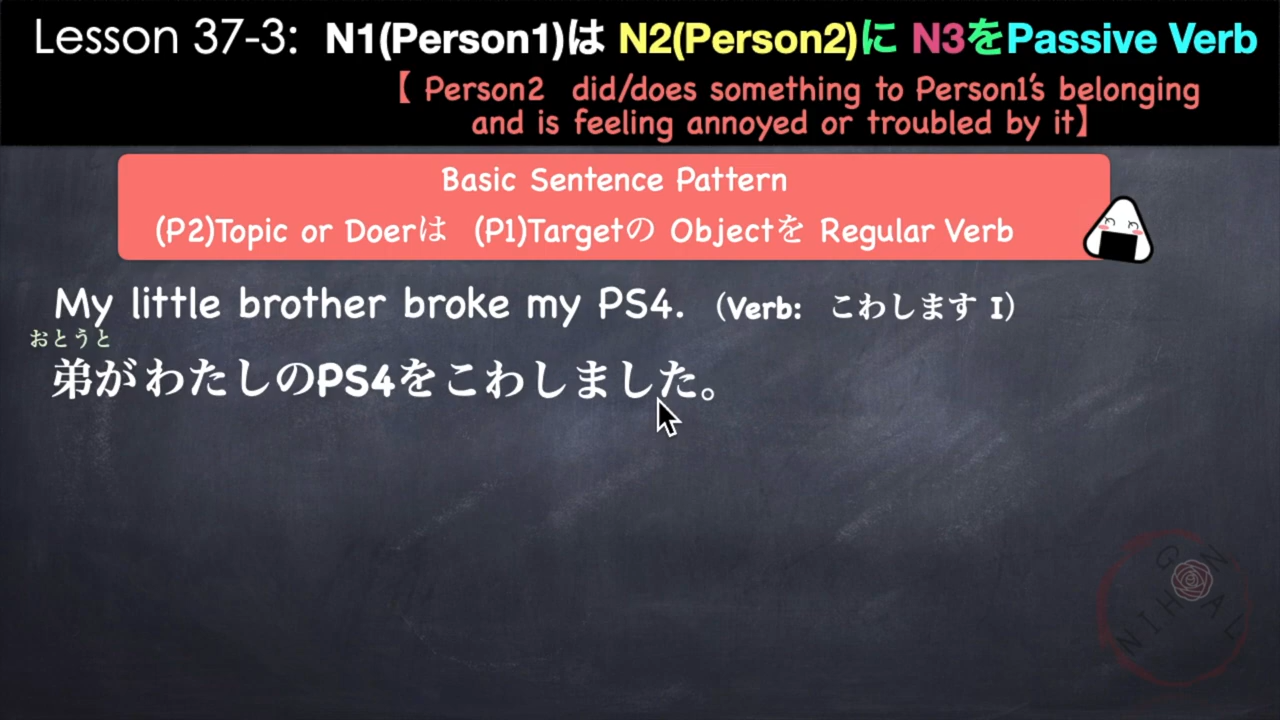 Lesson 37-3: N1(Person1)は N2(Person2)に N3をPassive Verb
【 Person2 did/does something to Person1's belonging
and is feeling annoyed or troubled by it】
Basic Sentence Pattern
(P2)Topic or Doerは (P1)Targetの Objectを Regular Verb
My little brother broke my PS4. (Verb: こわします I)
おとうと
弟がわたしのPS4をこわしました。
NIHONGOAL